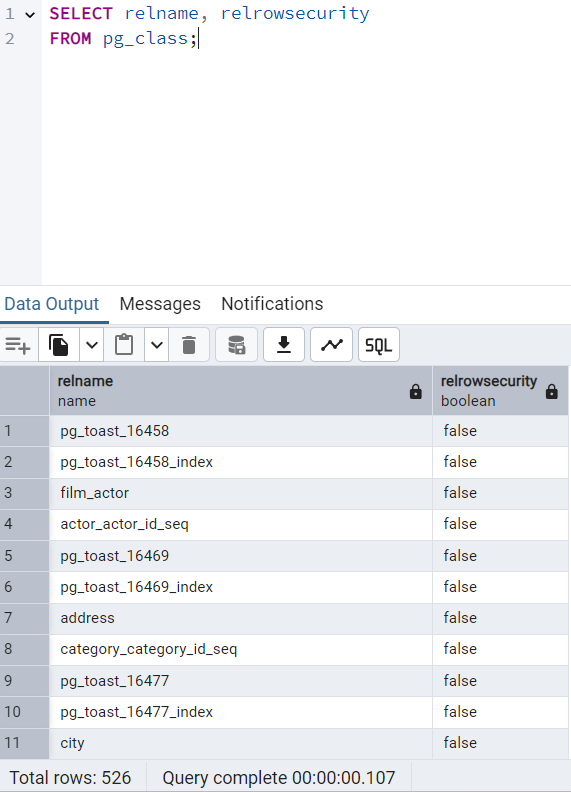 1 SELECT relname, relrowsecurity
2 FROM pg_class;
Data Output Messages Notifications
SQL
relname relrowsecurity
name boolean
1 pg_toast_16458 false
2 pg_toast_16458_index false
3 film_actor false
4 actor_actor_id_seq false
5 pg_toast_16469 false
6 pg_toast_16469_index false
7 address false
8 category_category_id_seq false
9 pg_toast_16477 false
10 pg_toast_16477_index false
11 city false
Total rows: 526 Query complete 00:00:00.107